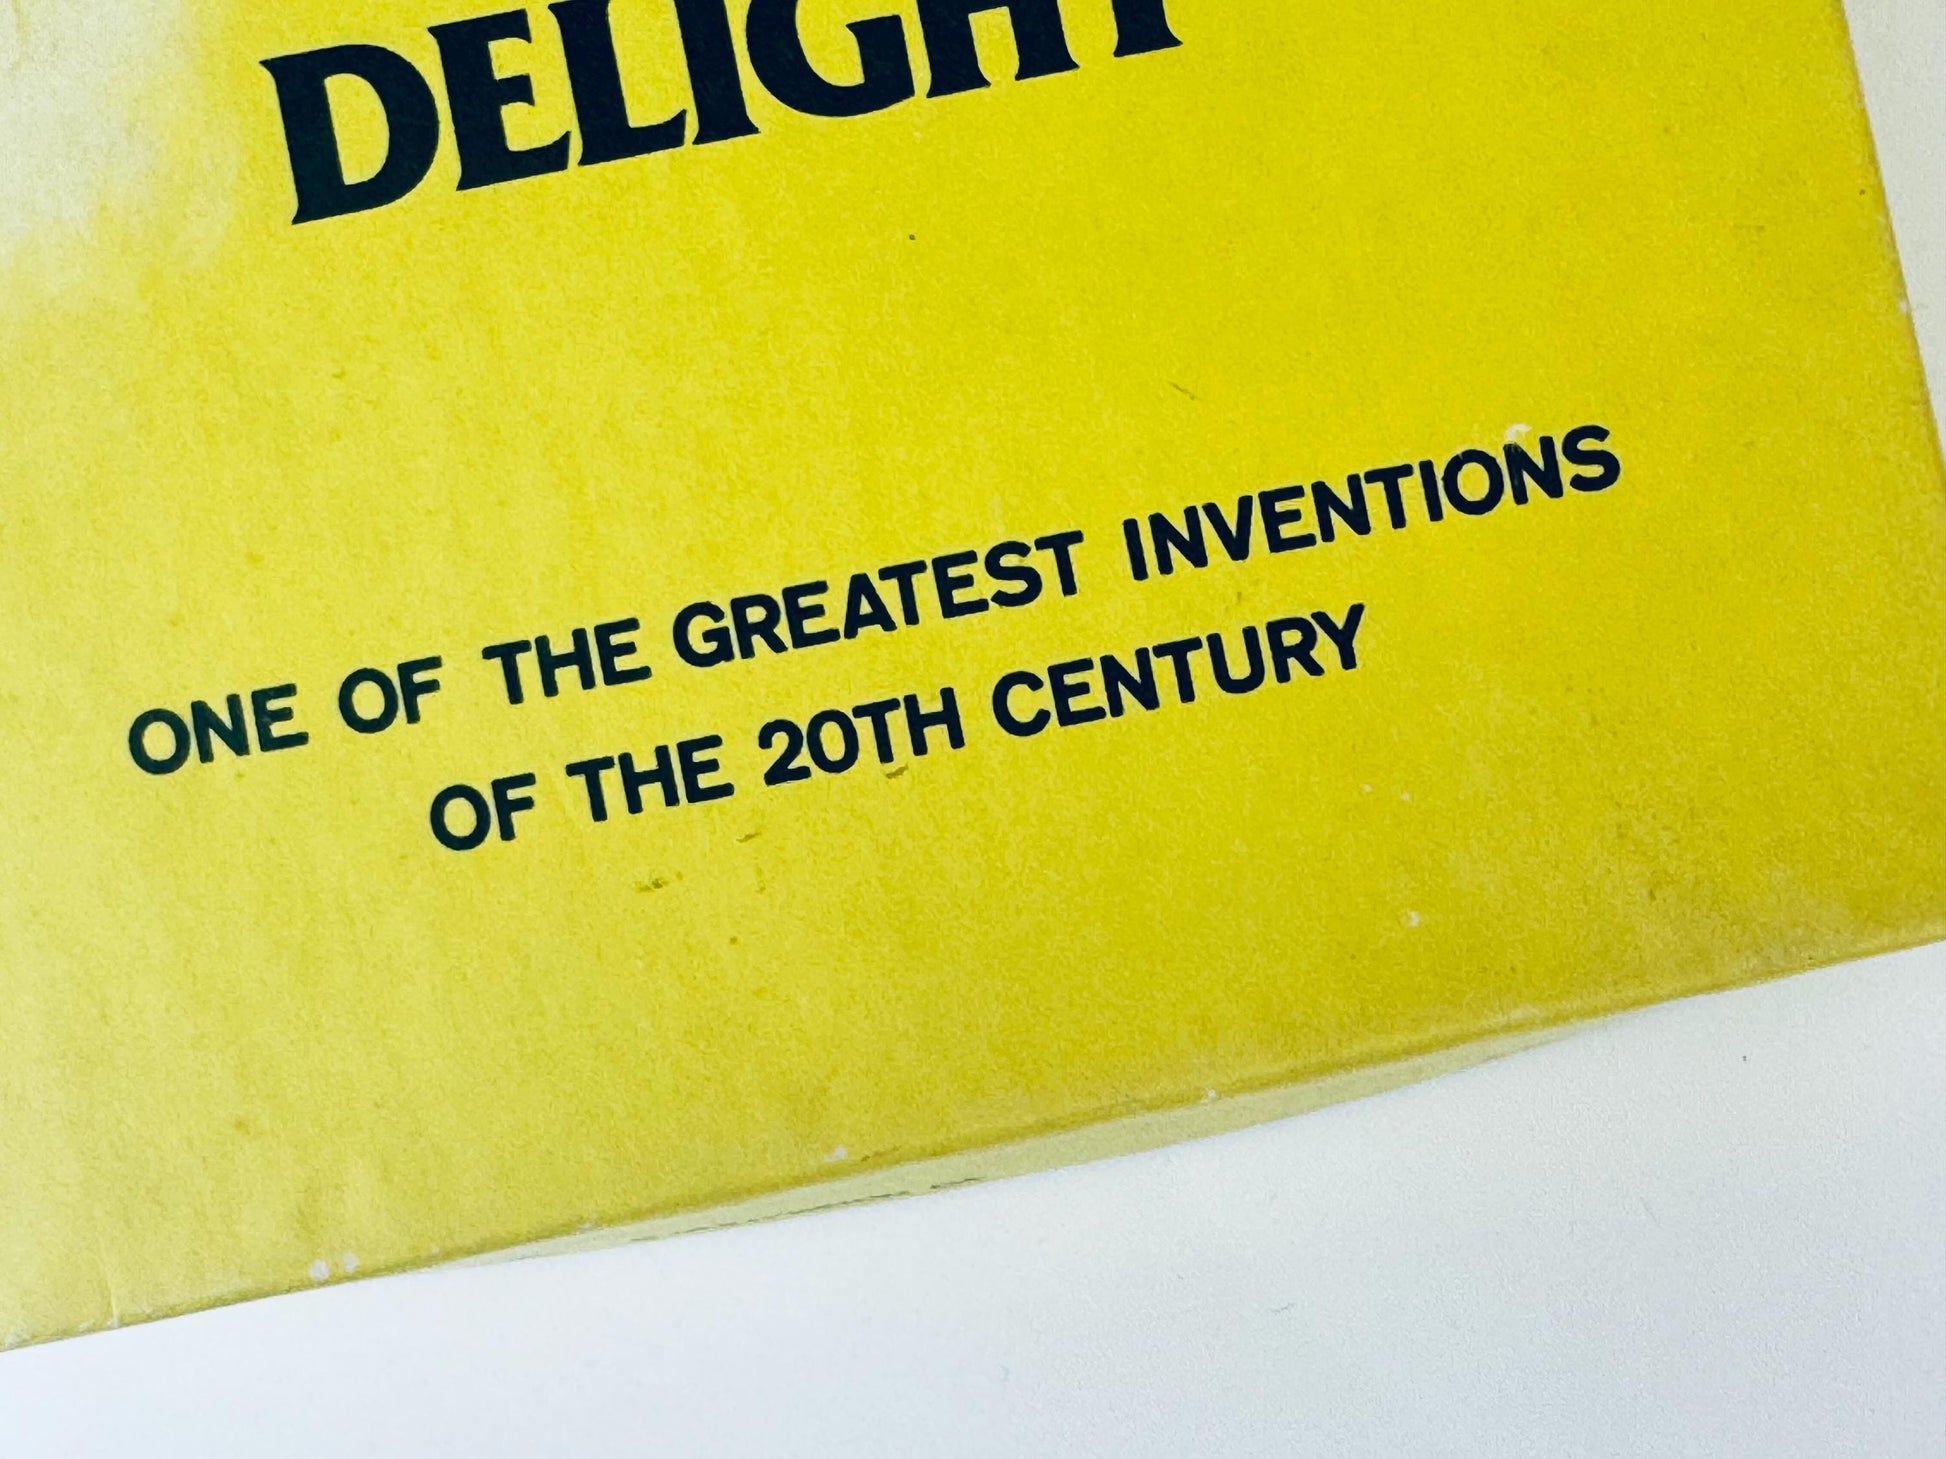 DELIGHT
ONE OF THE GREATEST INVENTIONS
OF THE 20TH CENTURY